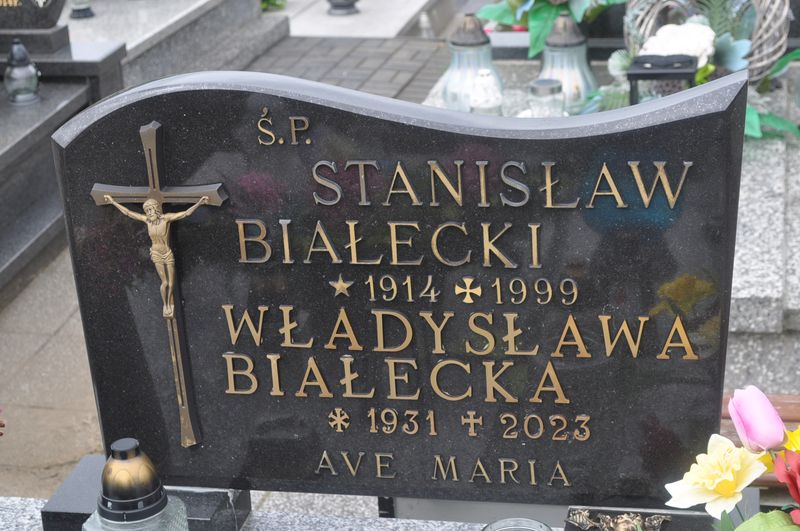 Ś.P.
STANISŁAW
BIAŁECKI
★1914 ✠1999
WŁADYSŁAWA
BIAŁECKA
✻1931 ✢2023
AVE MARIA